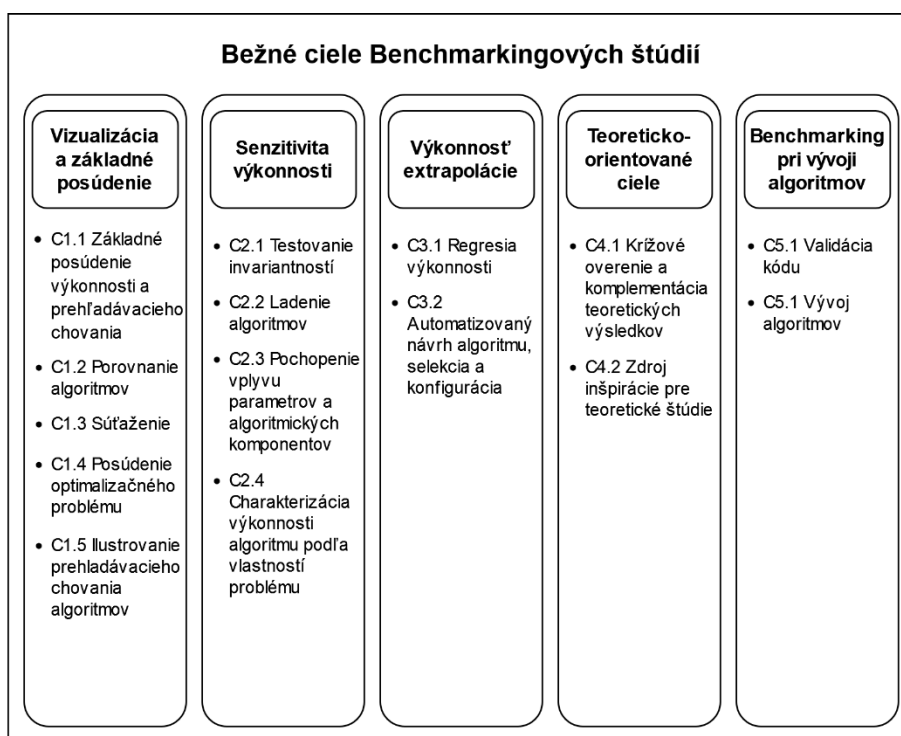 Bežné ciele Benchmarkingových štúdií
Vizualizácia
a základné
posúdenie
• C1.1 Základné
posúdenie
výkonnosti a
prehľadávacieho
chovania
• C1.2 Porovnanie
algoritmov
• C1.3 Súťaženie
• C1.4 Posúdenie
optimalizačného
problému
• C1.5 Ilustrovanie
prehladávacieho
chovania
algoritmov
Senzitivita
výkonnosti
• C2.1 Testovanie
invariantností
• C2.2 Ladenie
algoritmov
• C2.3 Pochopenie
vplyvu
parametrov a
algoritmických
komponentov
• C2.4
Charakterizácia
výkonnosti
algoritmu podľa
vlastností
problému
Výkonnosť
extrapolácie
• C3.1 Regresia
výkonnosti
• C3.2
Automatizovaný
návrh algoritmu,
selekcia a
konfigurácia
Teoreticko-
orientované
ciele
• C4.1 Krížové
overenie a
komplementácia
teoretických
výsledkov
• C4.2 Zdroj
inšpirácie pre
teoretické štúdie
Benchmarking
pri vývoji
algoritmov
• C5.1 Validácia
kódu
• C5.1 Vývoj
algoritmov